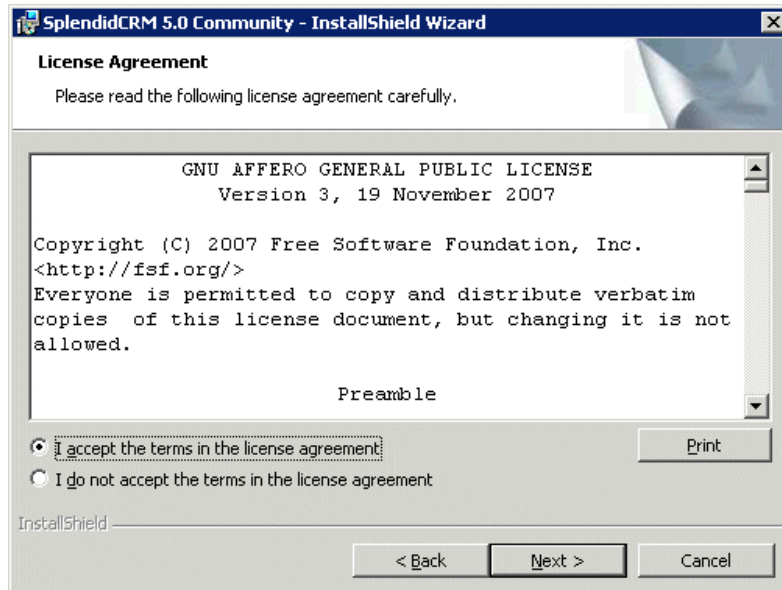 SplendidCRM 5.0 Community - InstallShield Wizard
License Agreement
Please read the following license agreement carefully.
GNU AFFERO GENERAL PUBLIC LICENSE
Version 3, 19 November 2007
Copyright (C) 2007 Free Software Foundation, Inc.
<http://fsf.org/>
Everyone is permitted to copy and distribute verbatim
copies  of this license document, but changing it is not
allowed.
Preamble
I accept the terms in the license agreement
Print
I do not accept the terms in the license agreement
InstallShield
< Back
Next >
Cancel